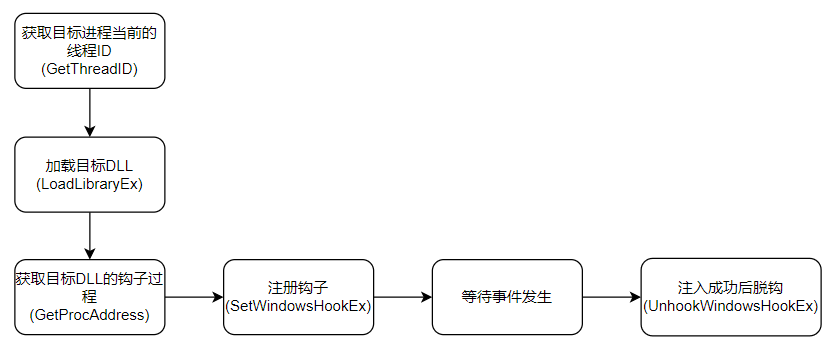 获取目标进程当前的
线程ID
(GetThreadID)
加载目标DLL
(LoadLibraryEx)
获取目标DLL的钩子过
程
(GetProcAddress)
注册钩子
(SetWindowsHookEx)
等待事件发生
注入成功后脱钩
(UnhookWindowsHookEx)